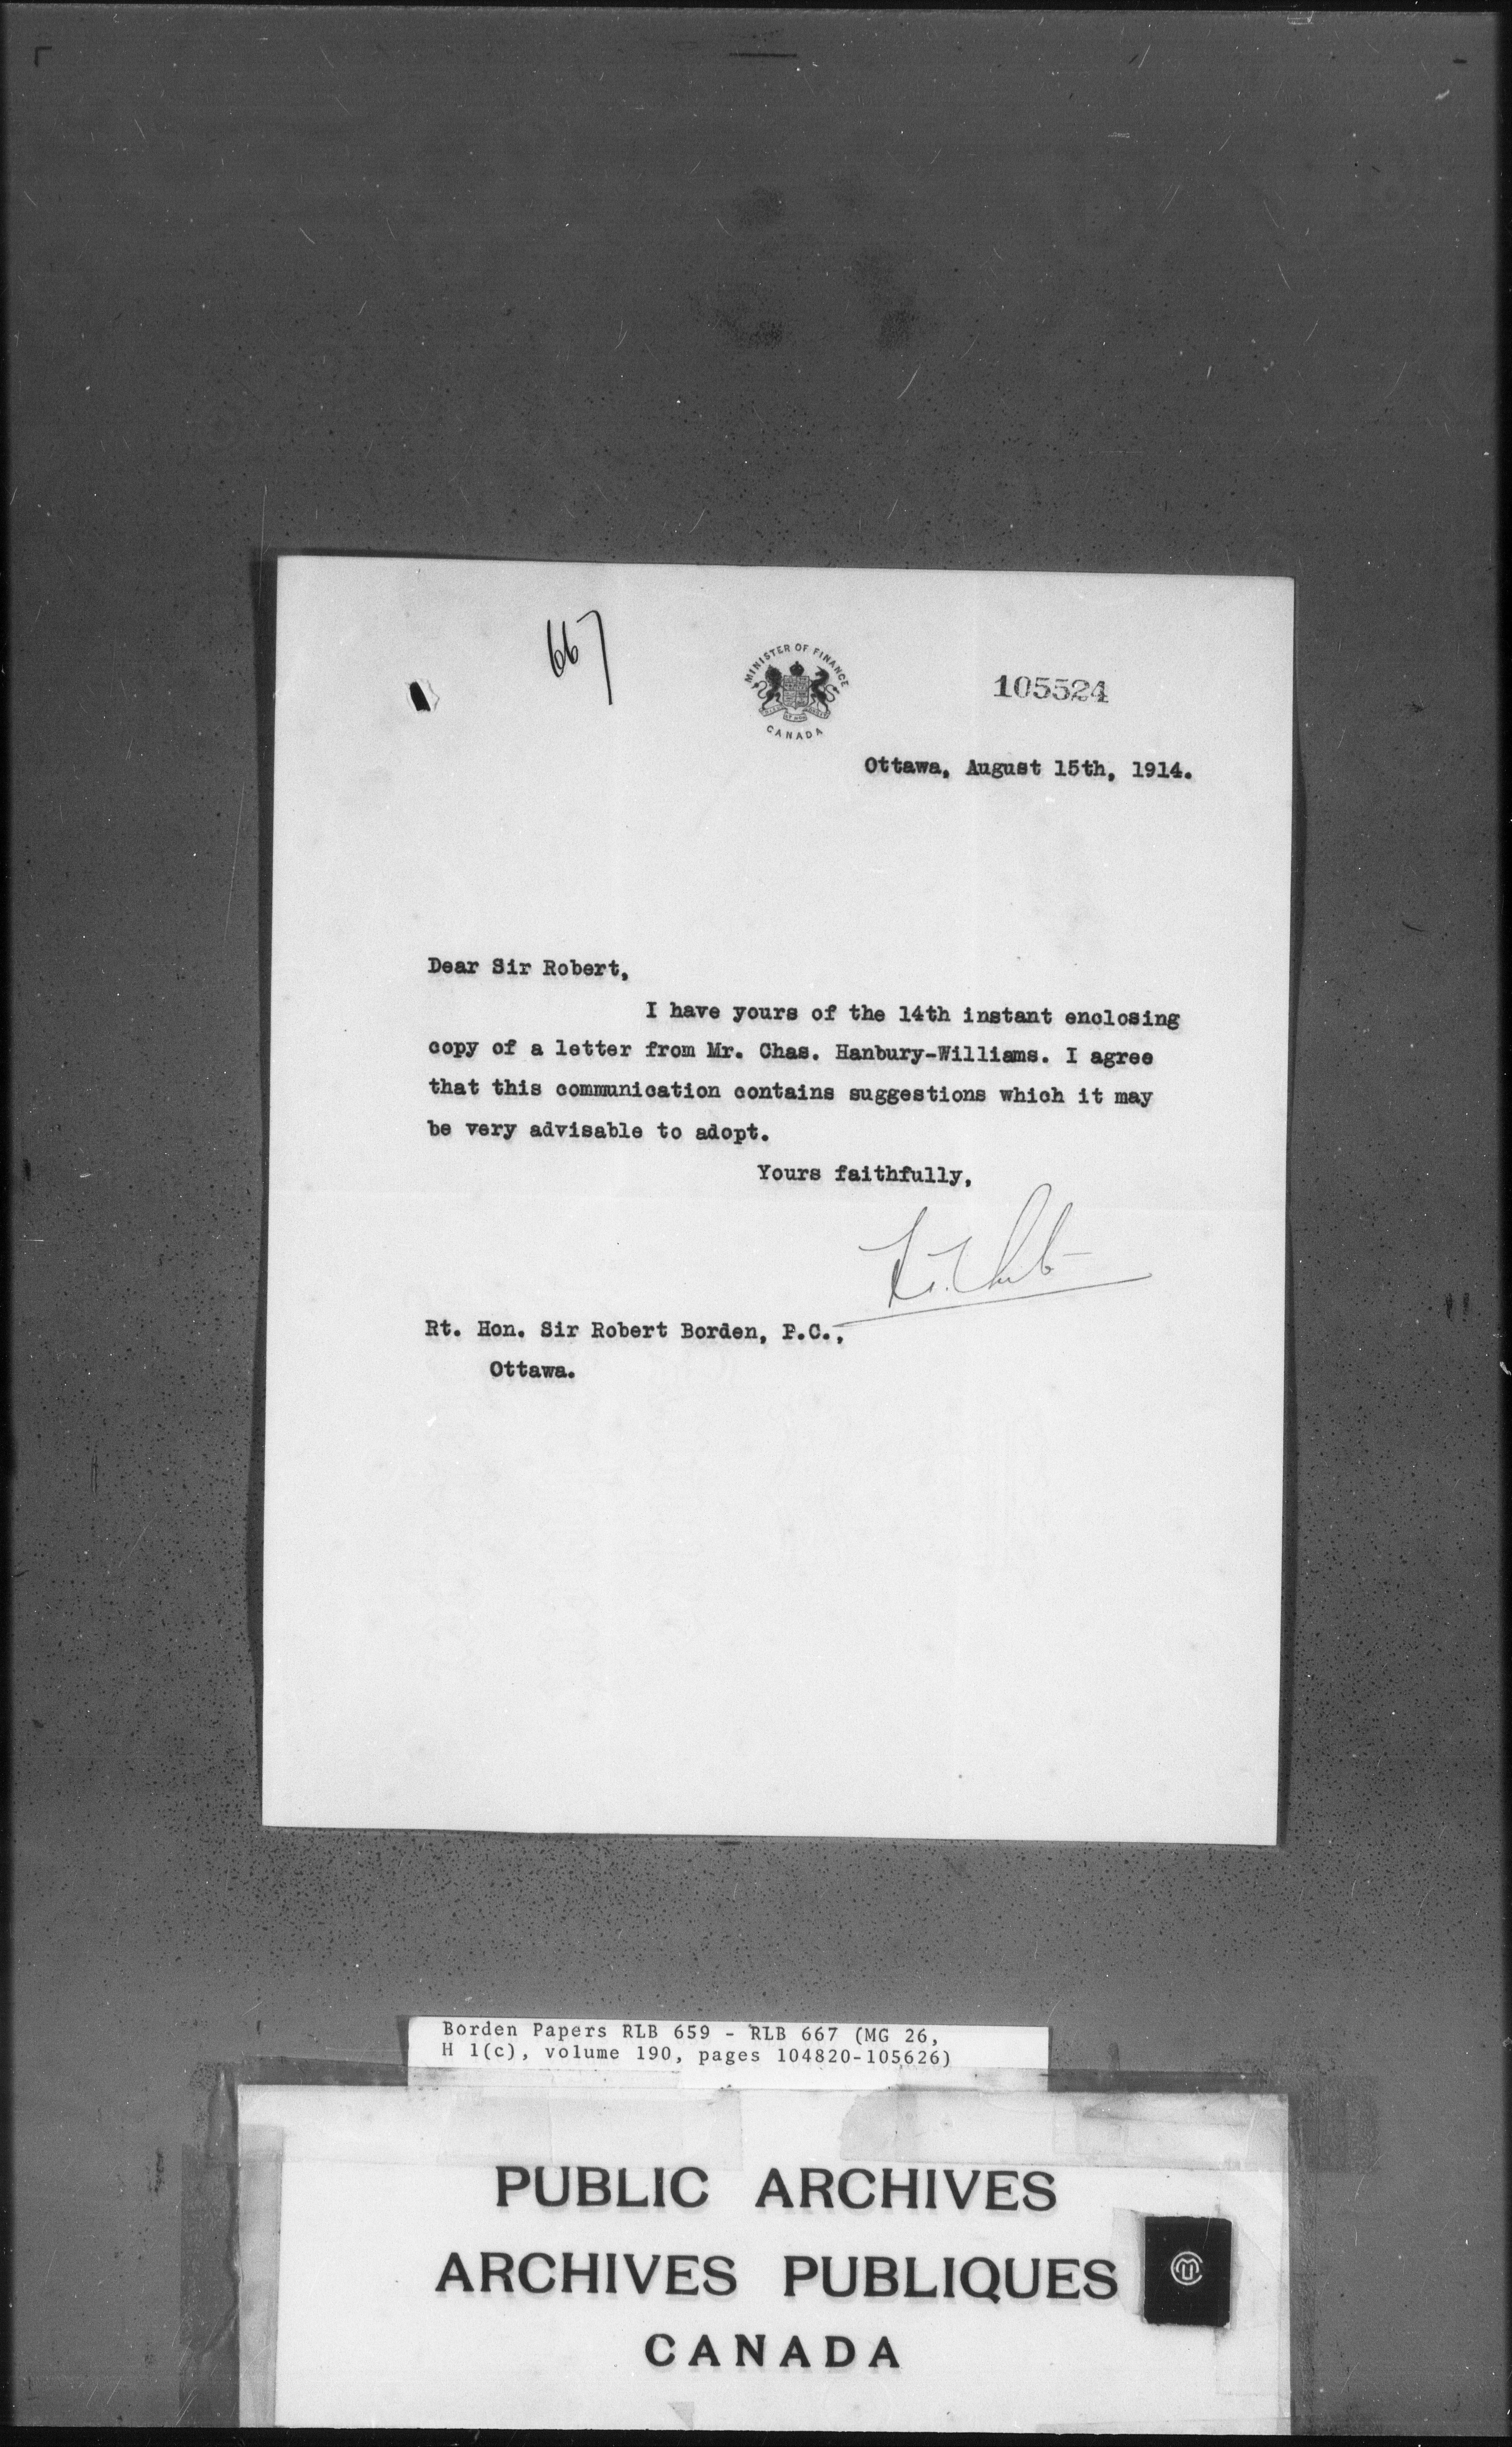 667
MINISTER OF FINANCE
CANADA
105524
Ottawa, August 15th, 1914.
Dear Sir Robert,
I have yours of the 14th instant enclosing
copy of a letter from Mr. Chas. Hanbury-Williams. I agree
that this communication contains suggestions which it may
be very advisable to adopt.
Yours faithfully,
Rt. Hon. Sir Robert Borden, P.C.,
Ottawa.
Borden Papers RLB 659 - RLB 667 (MG 26,
H 1(c), volume 190, pages 104820-105626)
PUBLIC ARCHIVES
ARCHIVES PUBLIQUES
CANADA